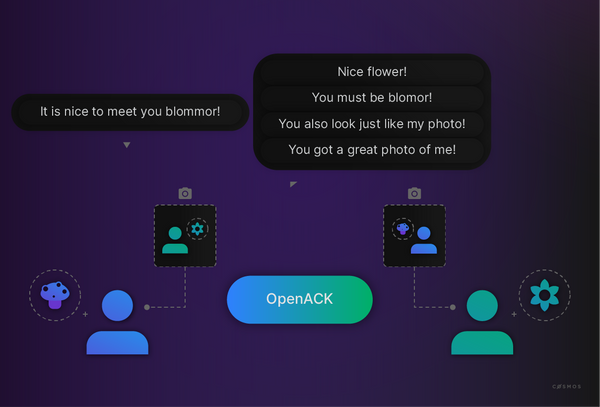 Nice flower!
It is nice to meet you blommor!
You must be blomor!
You also look just like my photo!
You got a great photo of me!
OpenACK
COSMOS